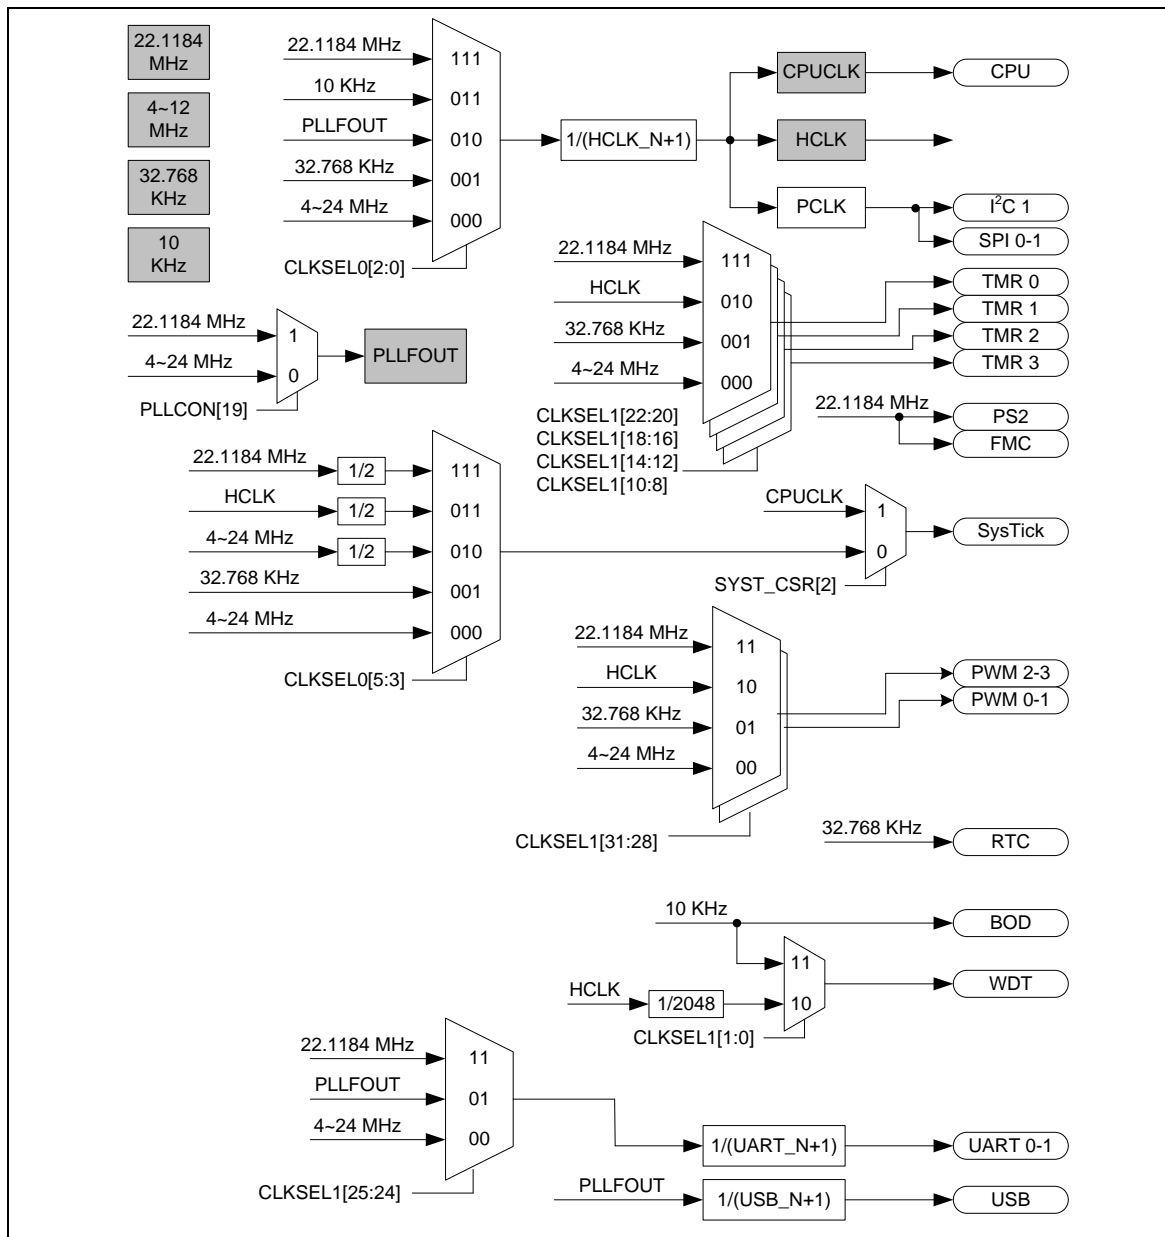 22.1184
MHz
4~12
MHz
32.768
KHz
10
KHz
22.1184 MHz
10 KHz
PLLFOUT
32.768 KHz
4~24 MHz
111
011
010
001
000
CLKSEL0[2:0]
1/(HCLK_N+1)
CPUCLK
CPU
HCLK
PCLK
I²C 1
SPI 0-1
22.1184 MHz
HCLK
32.768 KHz
4~24 MHz
111
010
001
000
CLKSEL1[22:20]
CLKSEL1[18:16]
CLKSEL1[14:12]
CLKSEL1[10:8]
TMR 0
TMR 1
TMR 2
TMR 3
22.1184 MHz
4~24 MHz
1
0
PLLCON[19]
PLLFOUT
22.1184 MHz
PS2
FMC
22.1184 MHz
1/2
HCLK
1/2
4~24 MHz
1/2
32.768 KHz
4~24 MHz
111
011
010
001
000
CLKSEL0[5:3]
CPUCLK
1
0
SYST_CSR[2]
SysTick
22.1184 MHz
HCLK
32.768 KHz
4~24 MHz
11
10
01
00
CLKSEL1[31:28]
PWM 2-3
PWM 0-1
32.768 KHz
RTC
10 KHz
BOD
HCLK
1/2048
11
10
CLKSEL1[1:0]
WDT
22.1184 MHz
PLLFOUT
4~24 MHz
11
01
00
CLKSEL1[25:24]
1/(UART_N+1)
UART 0-1
PLLFOUT
1/(USB_N+1)
USB